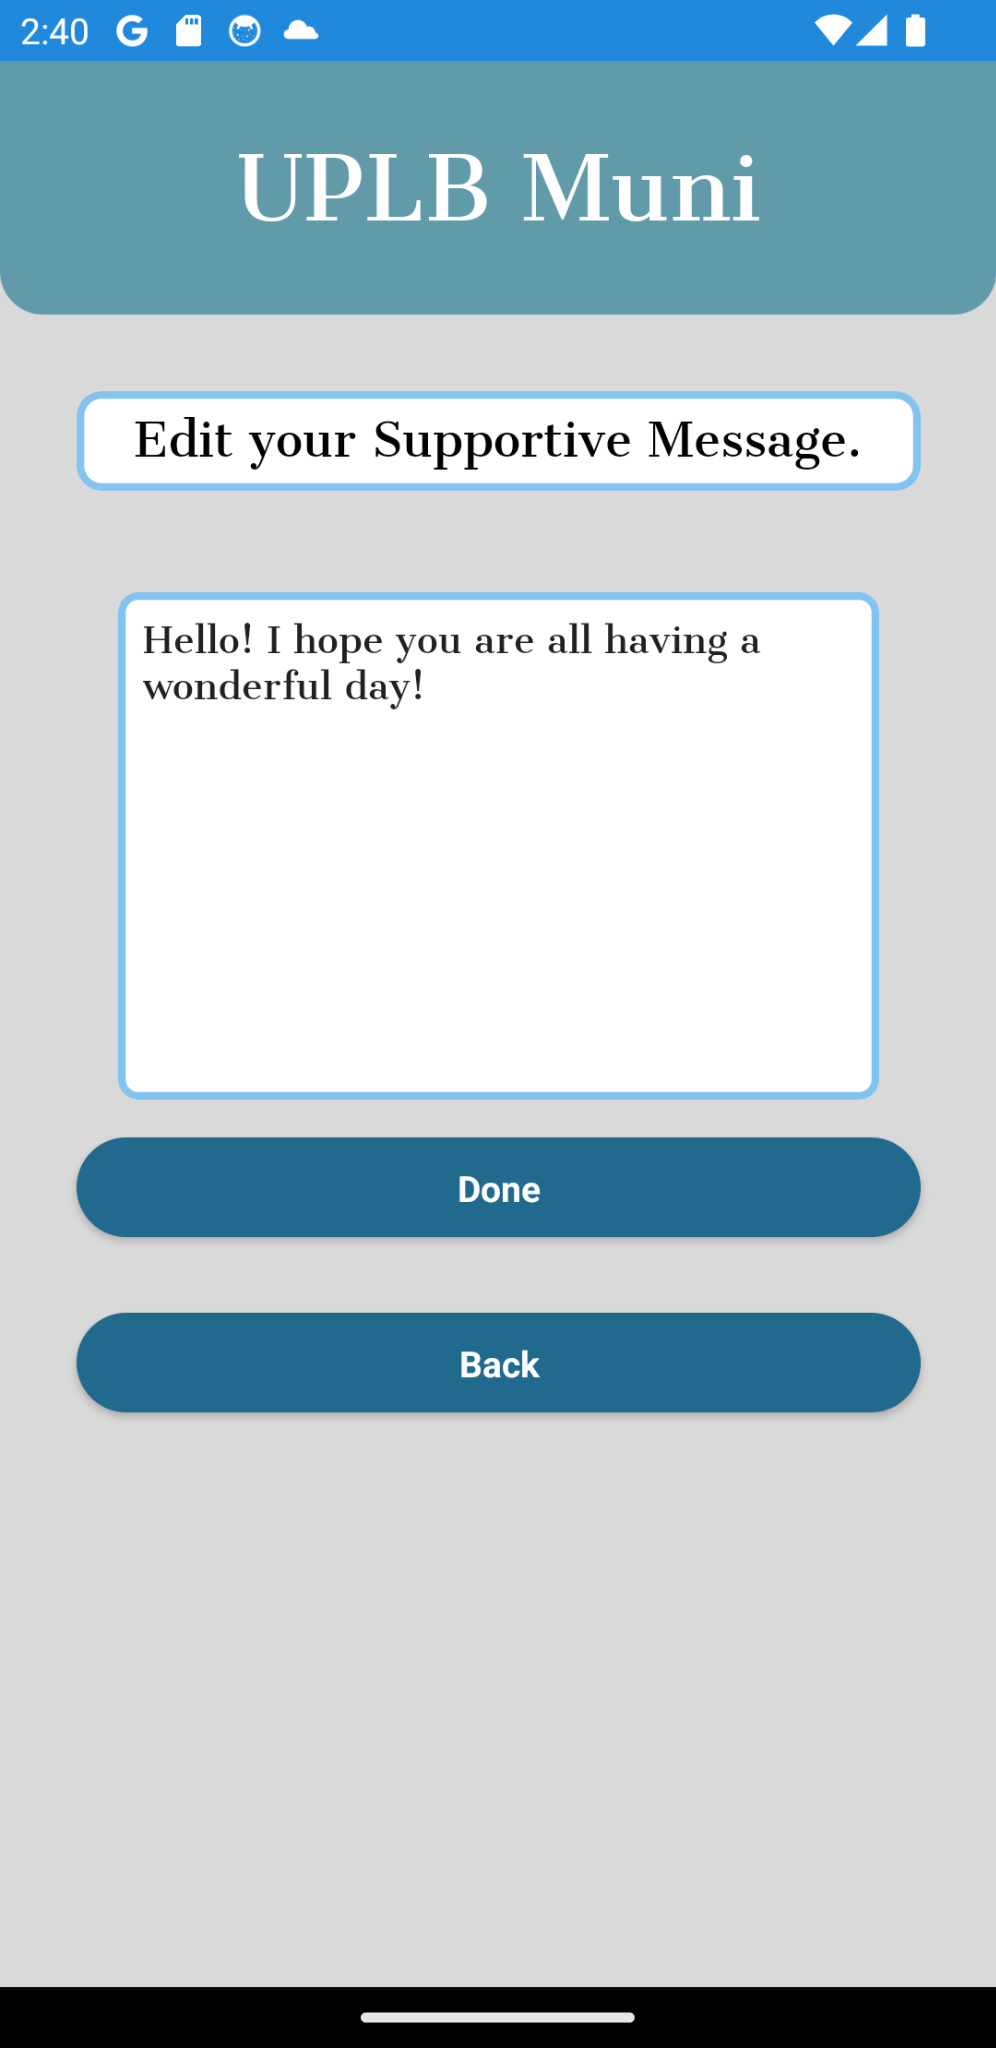 2:40
UPLB Muni
Edit your Supportive Message.
Hello! I hope you are all having a
wonderful day!
Done
Back